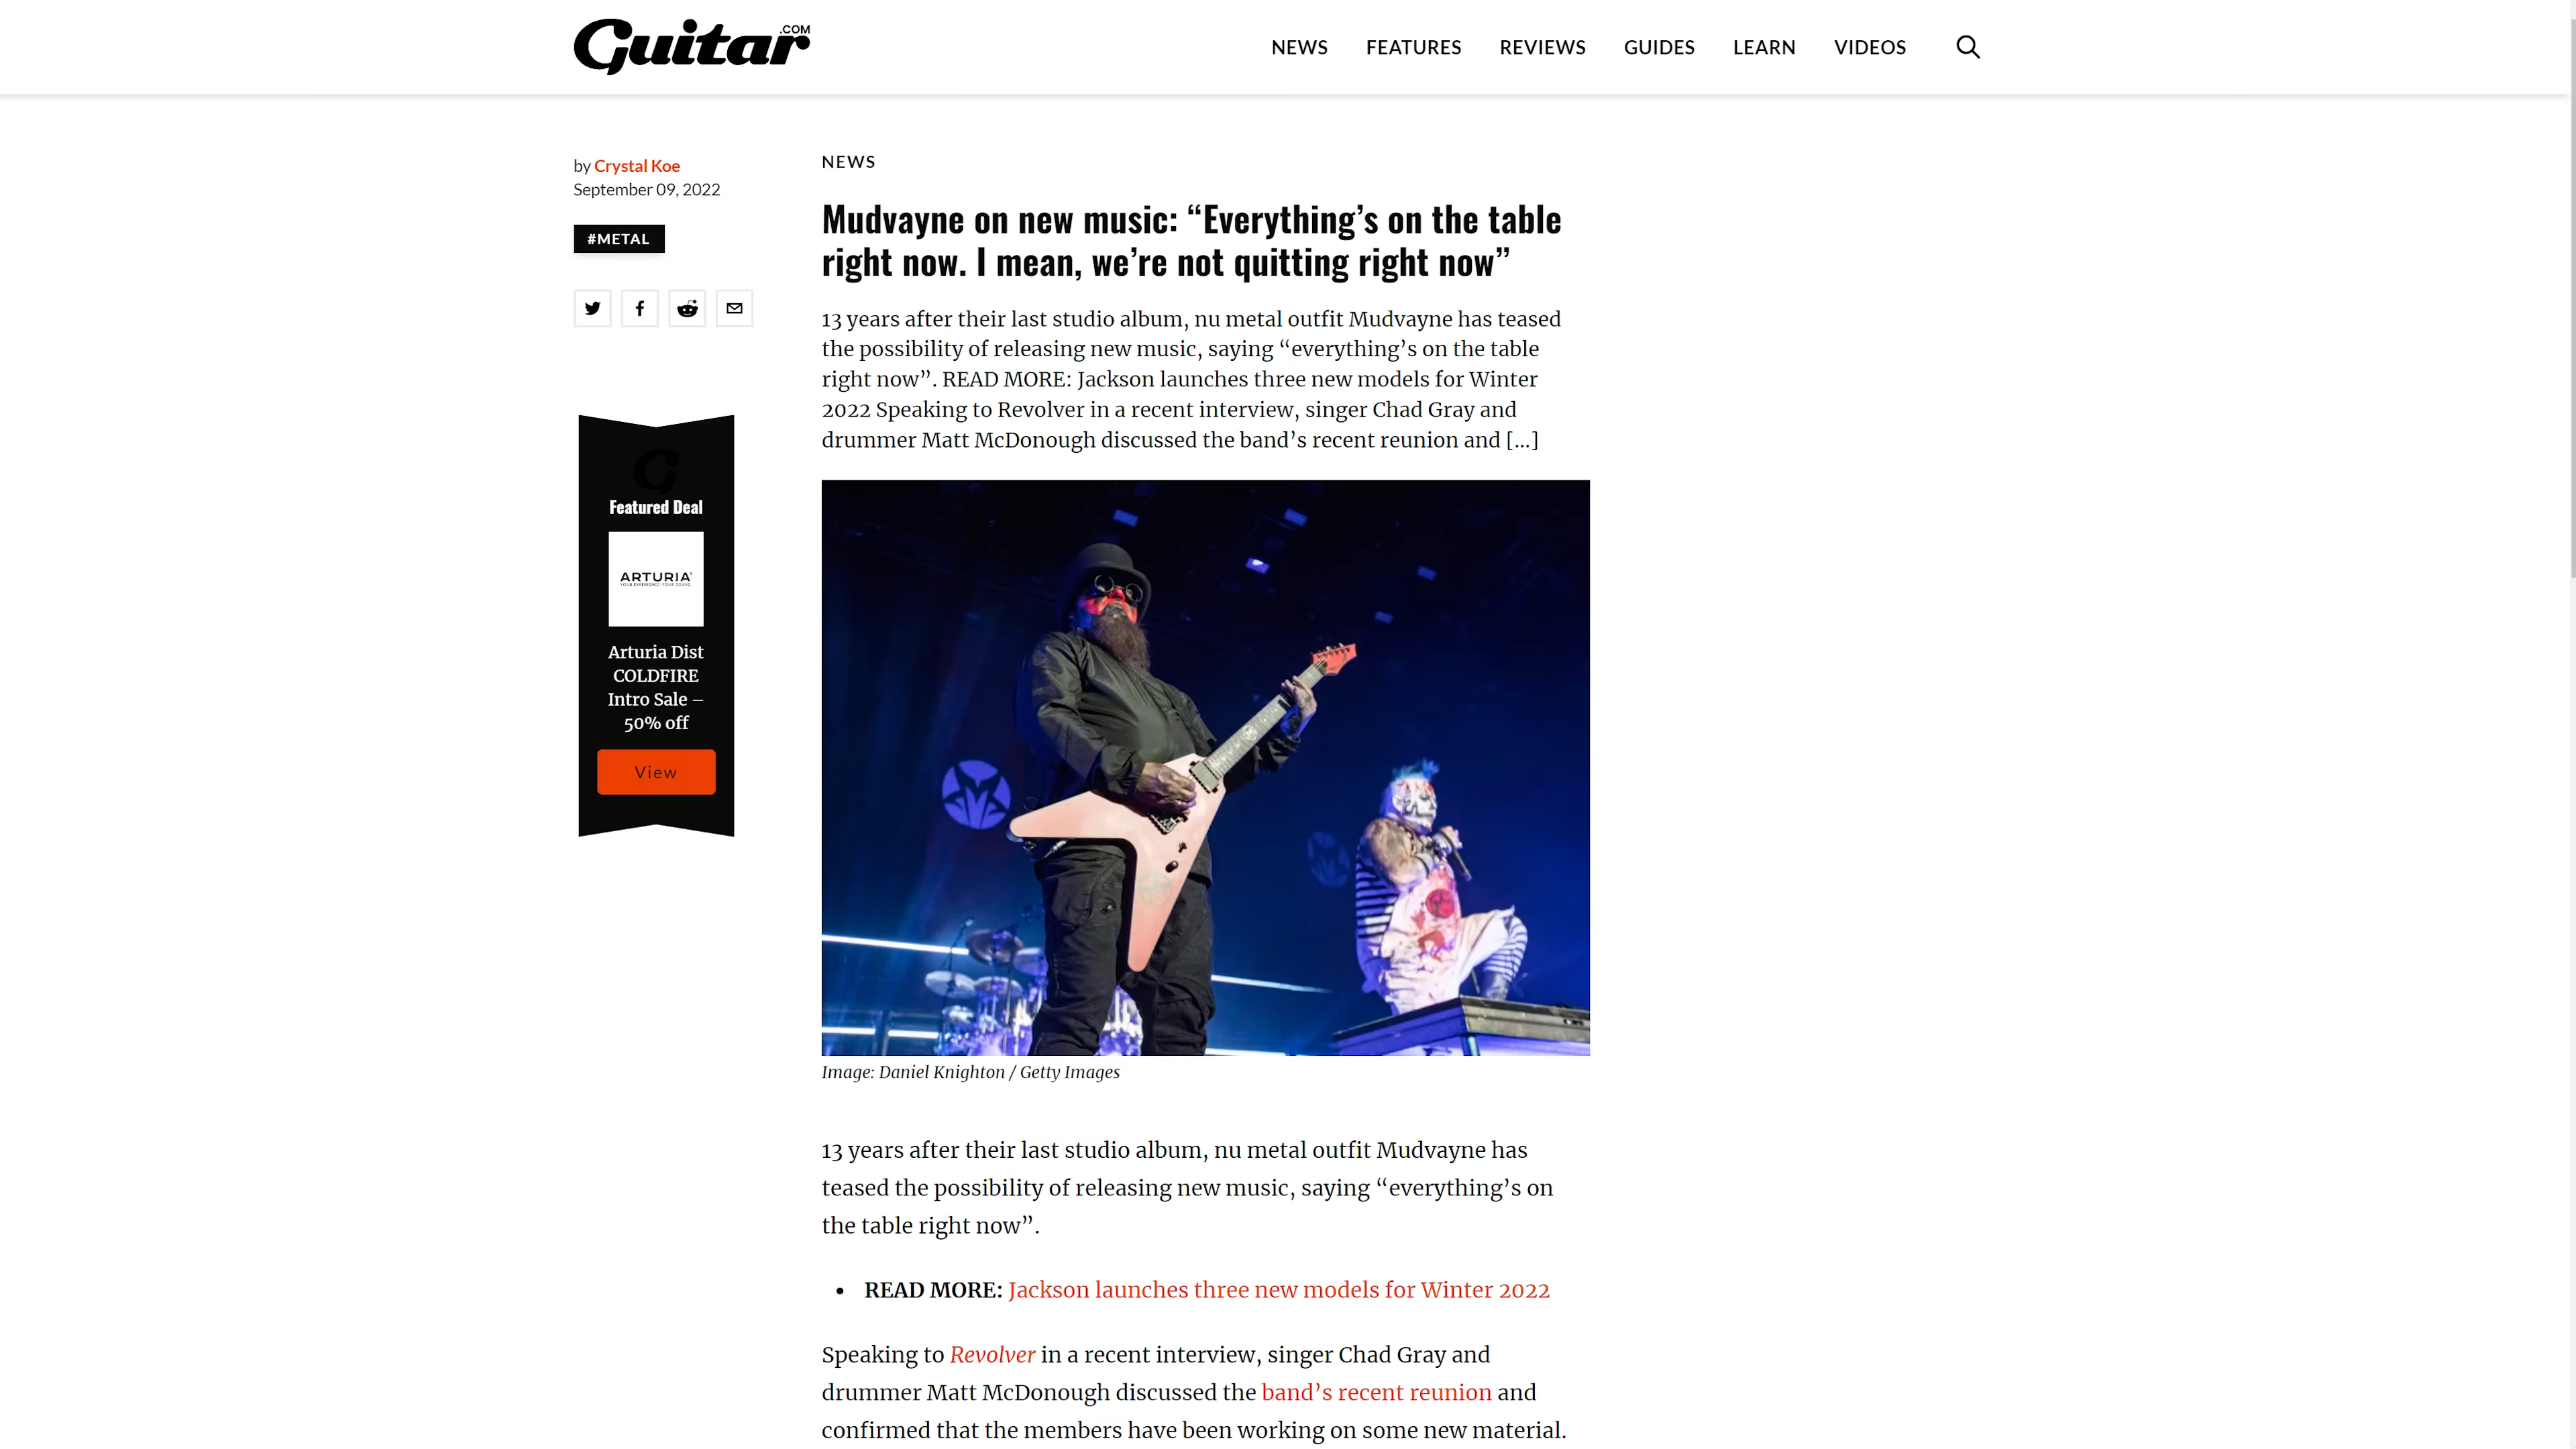 Guitar.COM
NEWS FEATURES REVIEWS GUIDES LEARN VIDEOS
by Crystal Koe
September 09, 2022
#METAL
Featured Deal
ARTURIA
YOUR EXPERIENCE · YOUR SOUND
Arturia Dist
COLDFIRE
Intro Sale –
50% off
View
NEWS
Mudvayne on new music: “Everything’s on the table
right now. I mean, we’re not quitting right now”
13 years after their last studio album, nu metal outfit Mudvayne has teased
the possibility of releasing new music, saying “everything’s on the table
right now”. READ MORE: Jackson launches three new models for Winter
2022 Speaking to Revolver in a recent interview, singer Chad Gray and
drummer Matt McDonough discussed the band’s recent reunion and […]
Image: Daniel Knighton / Getty Images
13 years after their last studio album, nu metal outfit Mudvayne has
teased the possibility of releasing new music, saying “everything’s on
the table right now”.
• READ MORE: Jackson launches three new models for Winter 2022
Speaking to Revolver in a recent interview, singer Chad Gray and
drummer Matt McDonough discussed the band’s recent reunion and
confirmed that the members have been working on some new material.